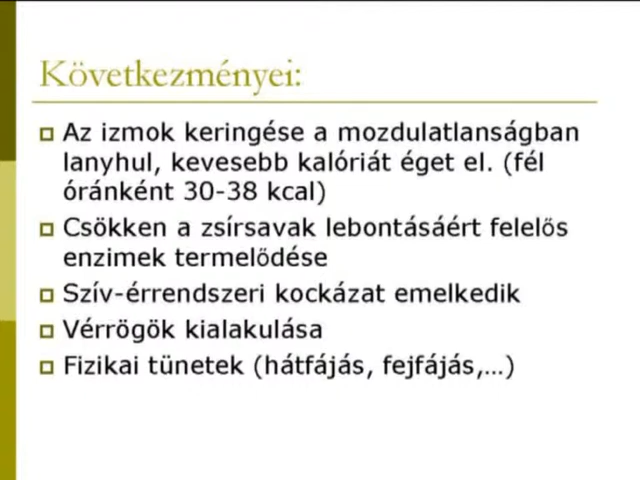 Következményei:
Az izmok keringése a mozdulatlanságban
lanyhul, kevesebb kalóriát éget el. (fél
óránként 30-38 kcal)
Csökken a zsírsavak lebontásáért felelős
enzimek termelődése
Szív-érrendszeri kockázat emelkedik
Vérrögök kialakulása
Fizikai tünetek (hátfájás, fejfájás,…)